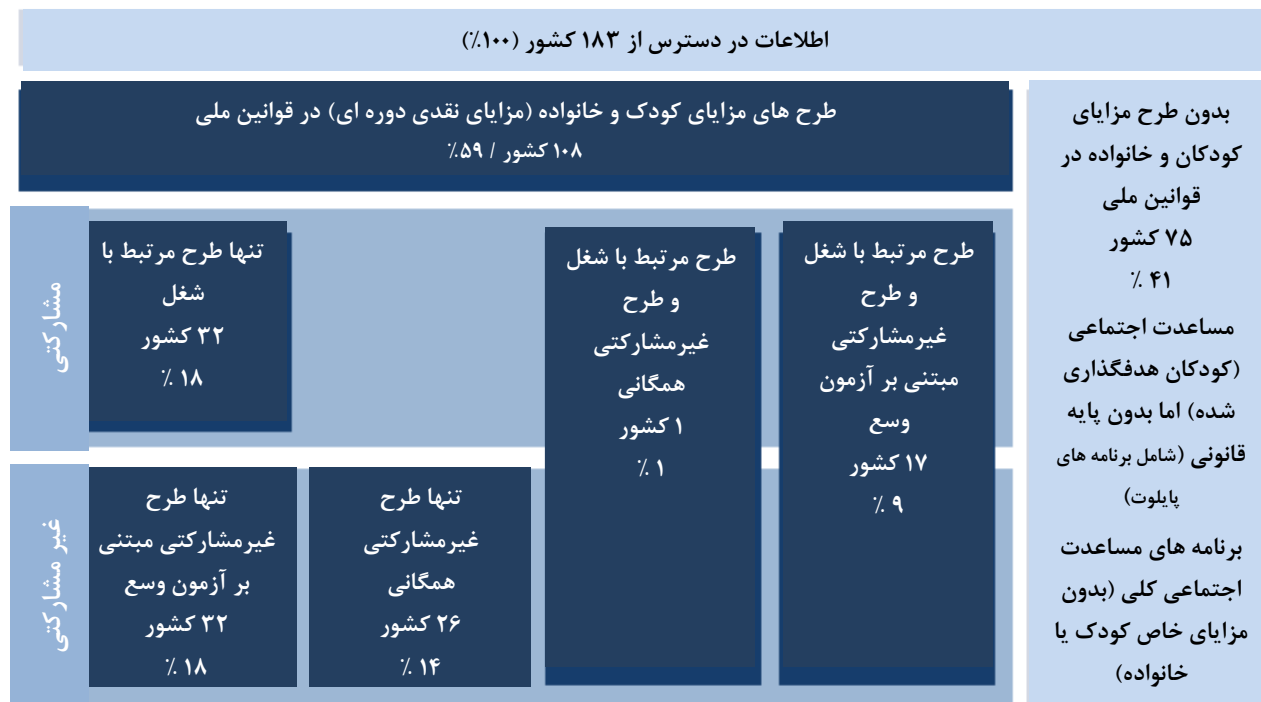 اطلاعات در دسترس از ۱۸۳ کشور (۱۰۰٪)
بدون طرح مزایای
کودکان و خانواده در
قوانین ملی
۷۵ کشور
۴۱ ٪
مساعدت اجتماعی
(کودکان هدفگذاری
شده) اما بدون پایه
قانونی (شامل برنامه های
پایلوت)
برنامه های مساعدت
اجتماعی کلی (بدون
مزایای خاص کودک یا
خانواده)
طرح های مزایای کودک و خانواده (مزایای نقدی دوره ای) در قوانین ملی
۱۰۸ کشور / ۵۹٪
طرح مرتبط با شغل
و طرح
غیرمشارکتی
مبتنی بر آزمون
وسع
۱۷ کشور
۹ ٪
طرح مرتبط با شغل
و طرح
غیرمشارکتی
همگانی
۱ کشور
۱ ٪
تنها طرح مرتبط با
شغل
۳۲ کشور
۱۸ ٪
مشارکتی
تنها طرح
غیرمشارکتی
همگانی
۲۶ کشور
۱۴ ٪
تنها طرح
غیرمشارکتی مبتنی
بر آزمون وسع
۳۲ کشور
۱۸ ٪
غیر مشارکتی